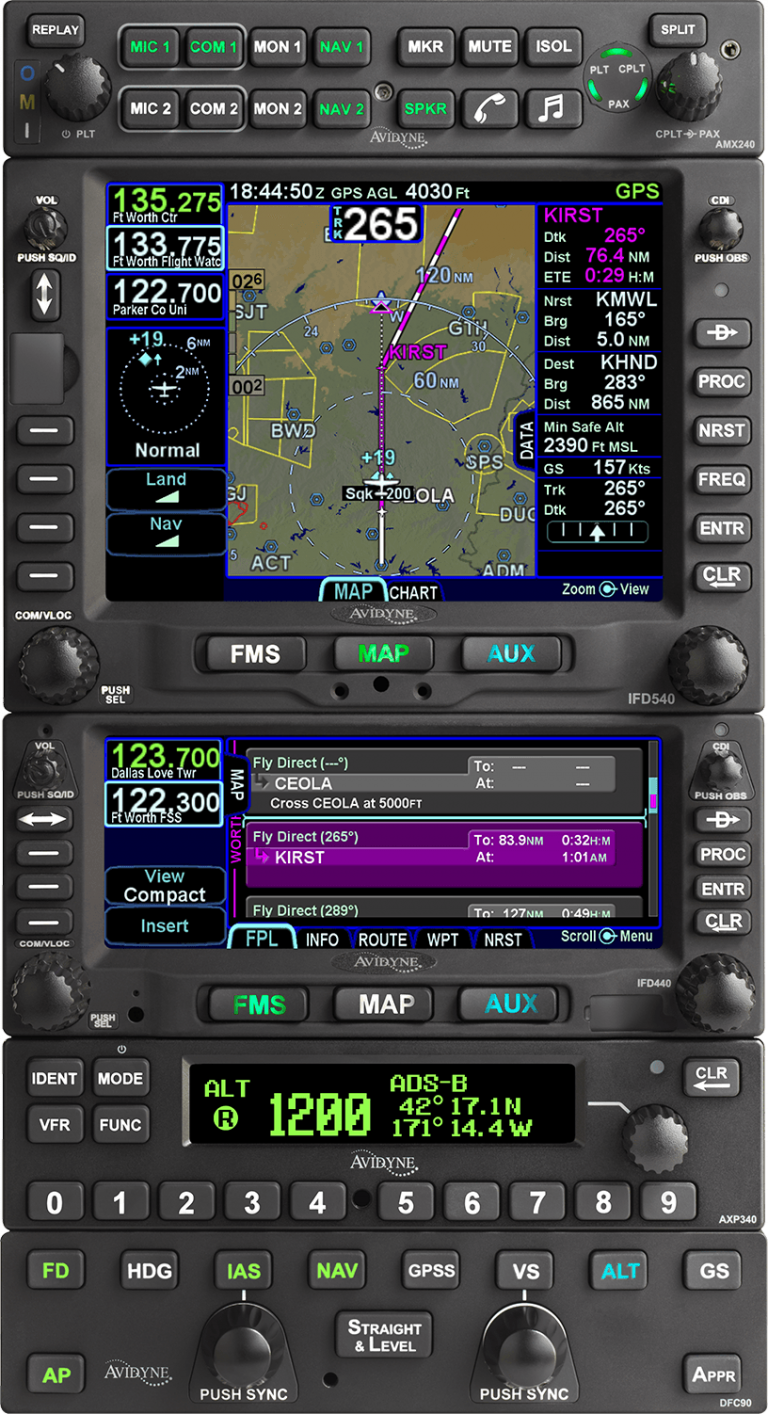 REPLAY
MIC 1 COM 1 MON 1 NAV 1
MKR MUTE ISOL
SPLIT
O
M
I
PLT CPLT
PAX
MIC 2 COM 2 MON 2 NAV 2
SPKR
PLT
AVIDYNE
CPLT PAX
AMX240
VOL
PUSH SQ/ID
135.275
Ft Worth Ctr
133.775
Ft Worth Flight Watc
122.700
Parker Co Uni
+19
6NM
2NM
Normal
Land
Nav
18:44:50Z GPS AGL 4030 Ft
GPS
TRK 265
026
SJT
120NM
24
W
GTH
30
KIRST
60NM
002
BWD
+19
SPS
CEOLA
GJ
DUC
5
ACT
ADM
DATA
KIRST
Dtk 265°
Dist 76.4 NM
ETE 0:29 H:M
Nrst KMWL
Brg 165°
Dist 5.0 NM
Dest KHND
Brg 283°
Dist 865 NM
Min Safe Alt
2390 Ft MSL
GS 157Kts
Trk 265°
Dtk 265°
MAP CHART
Zoom View
CDI
PUSH OBS
D
PROC
NRST
FREQ
ENTR
CLR
COM/VLOC
AVIDYNE
FMS MAP AUX
PUSH
SEL
IFD540
VOL
PUSH SQ/ID
123.700
Dallas Love Twr
122.300
Ft Worth FSS
View
Compact
Insert
MAP
WORTH
Fly Direct (---°)
To: --- ---
CEOLA
At: ---
Cross CEOLA at 5000FT
Fly Direct (265°)
To: 83.9NM 0:32H:M
KIRST
At: 1:01AM
Fly Direct (289°)
To: 127NM 0:49H:M
FPL INFO ROUTE WPT NRST
Scroll Menu
CDI
PUSH OBS
D
PROC
ENTR
CLR
COM/VLOC
AVIDYNE
PUSH
SEL
FMS MAP AUX
IFD440
IDENT MODE
VFR FUNC
ALT
R
1200
ADS-B
42° 17.1N
171° 14.4W
CLR
AVIDYNE
0 1 2 3 4 5 6 7 8 9
AXP340
FD HDG IAS NAV GPSS VS ALT GS
STRAIGHT
& LEVEL
AP
AVIDYNE
PUSH SYNC
PUSH SYNC
APPR
DFC90